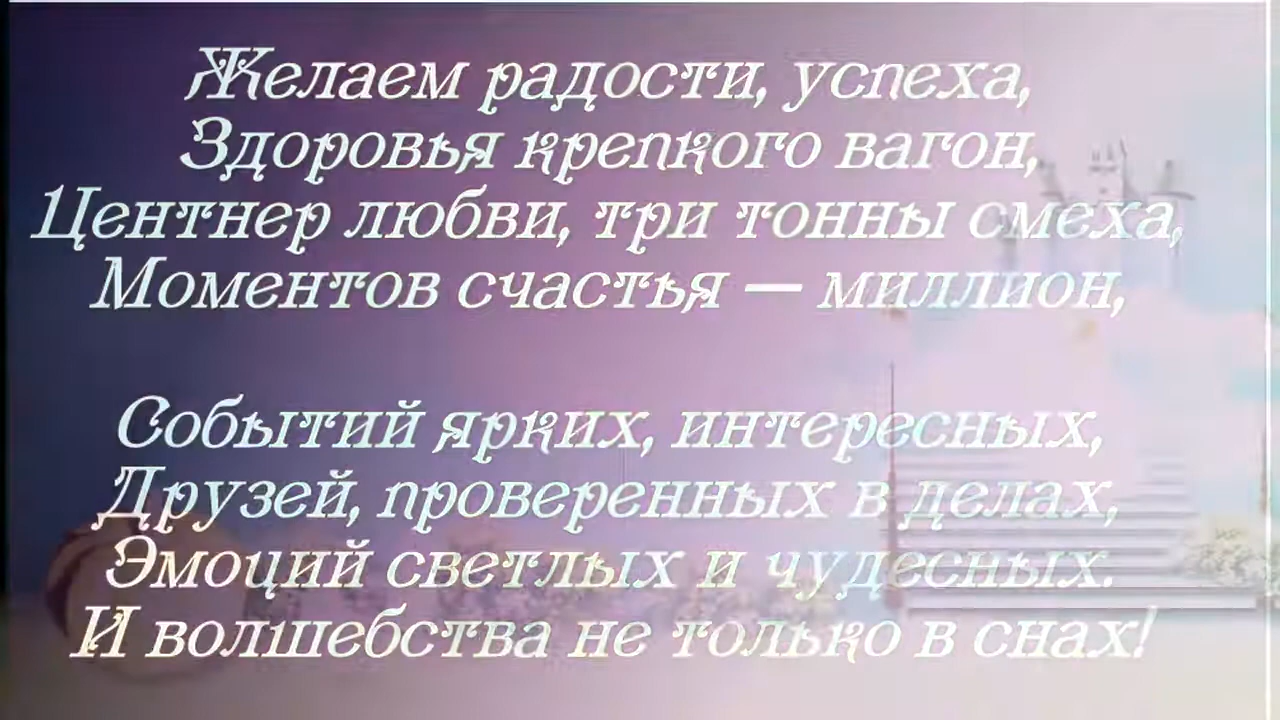 Желаем радости, успеха,
Здоровья крепкого вагон,
Центнер любви, три тонны смеха,
Моментов счастья — миллион,
Событий ярких, интересных,
Друзей, проверенных в делах,
Эмоций светлых и чудесных.
И волшебства не только в снах!